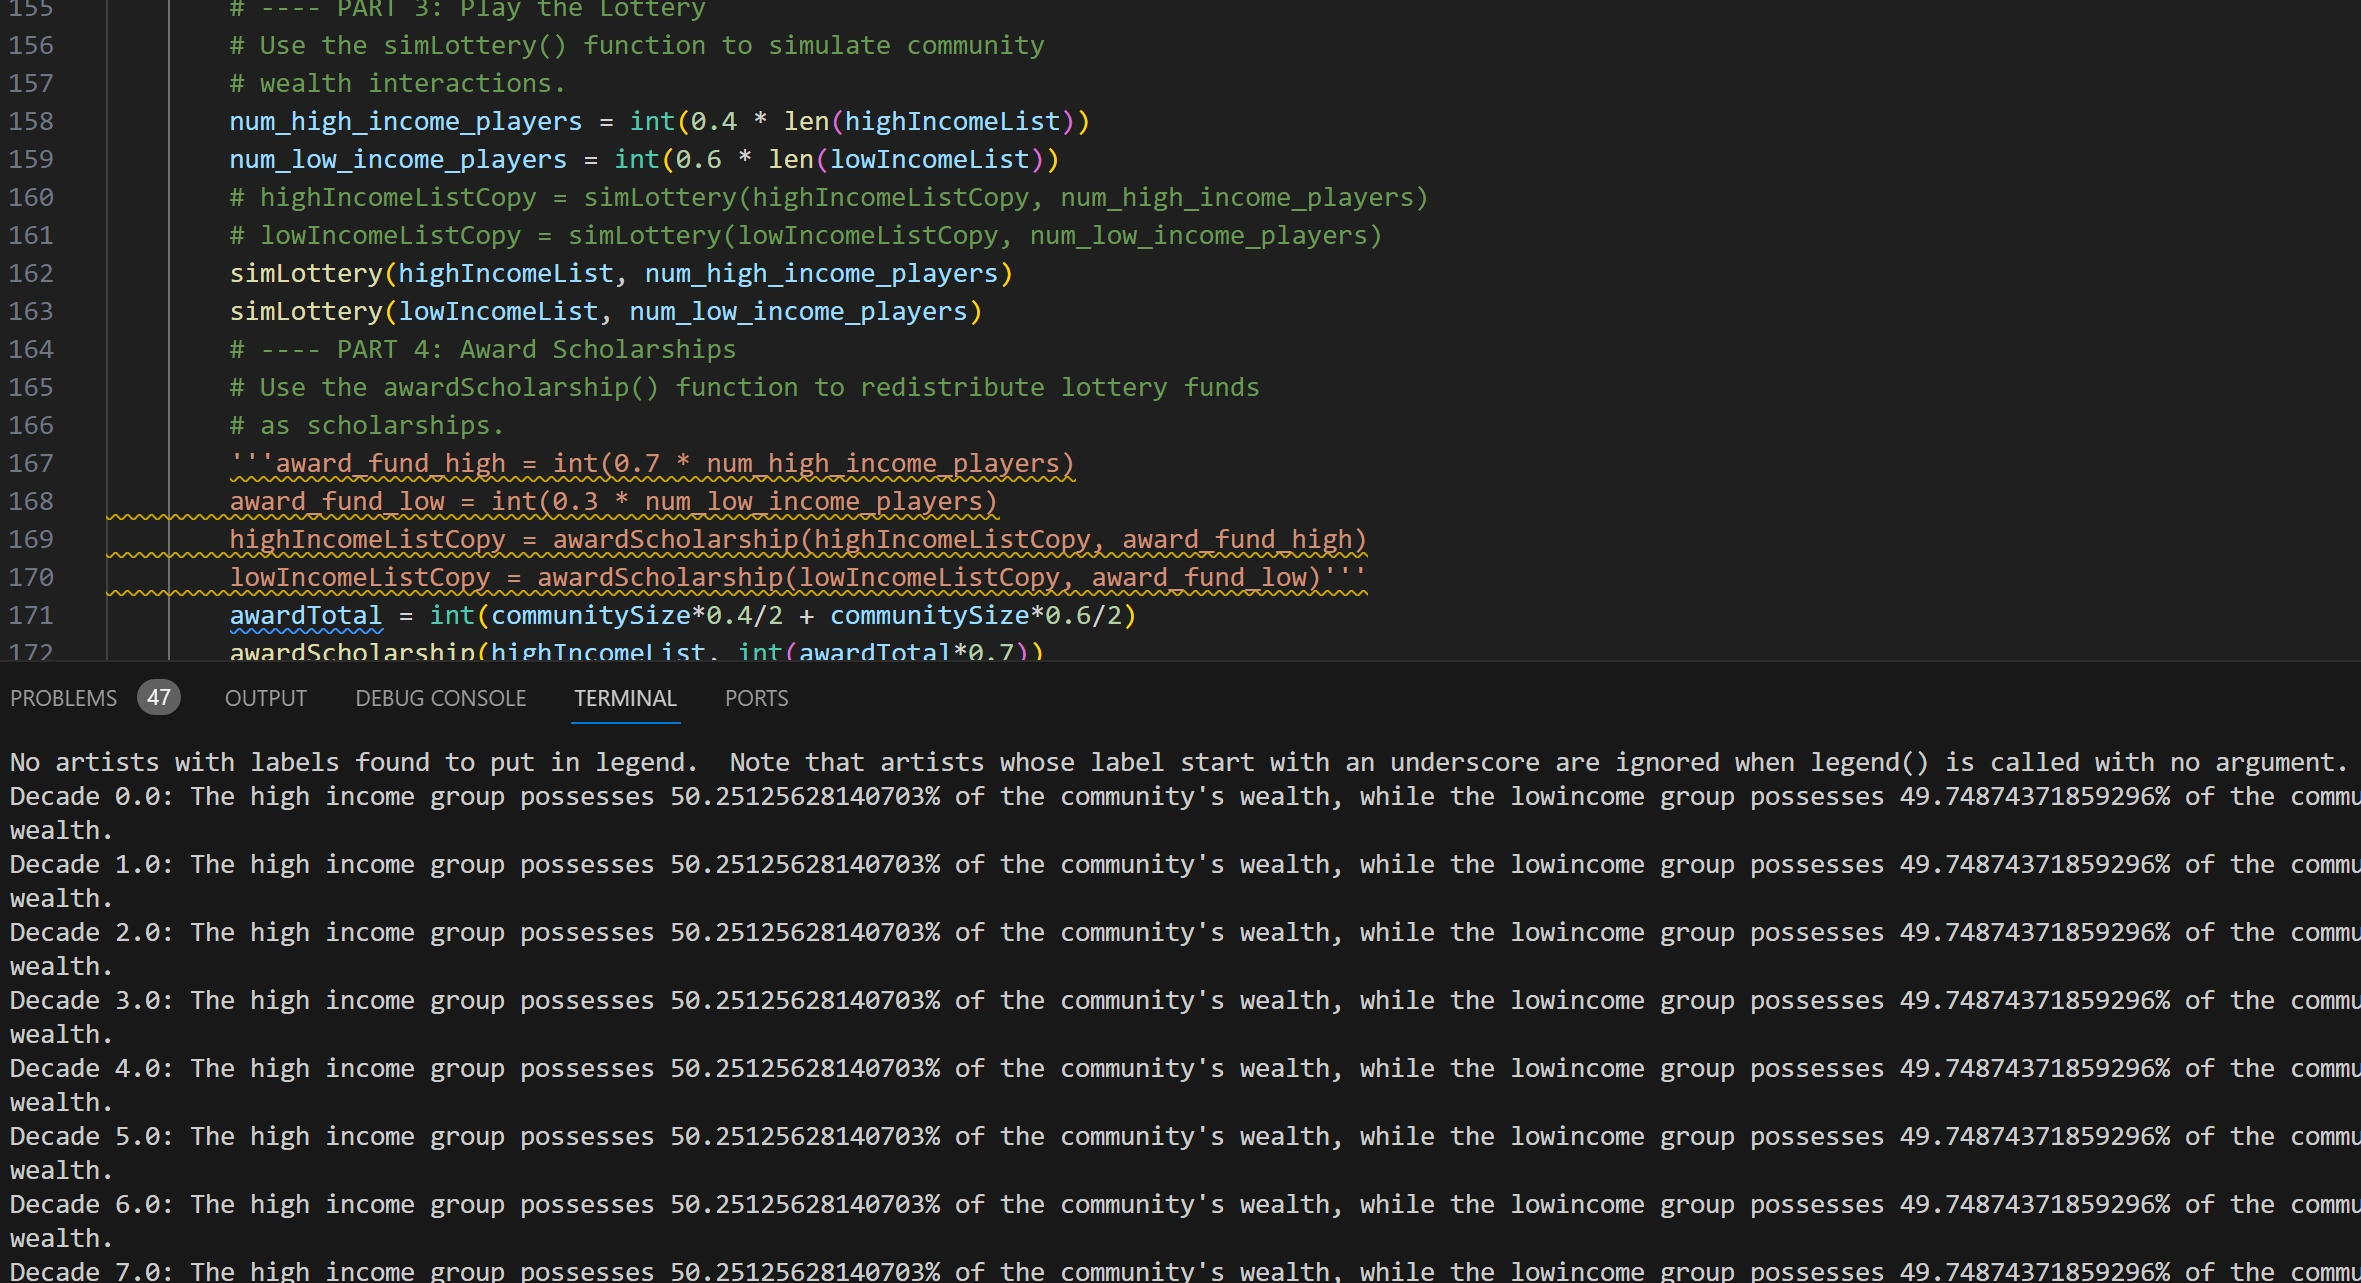 155 # ---- PART 3: Play the Lottery
156 # Use the simLottery() function to simulate community
157 # wealth interactions.
158 num_high_income_players = int(0.4 * len(highIncomeList))
159 num_low_income_players = int(0.6 * len(lowIncomeList))
160 # highIncomeListCopy = simLottery(highIncomeListCopy, num_high_income_players)
161 # lowIncomeListCopy = simLottery(lowIncomeListCopy, num_low_income_players)
162 simLottery(highIncomeList, num_high_income_players)
163 simLottery(lowIncomeList, num_low_income_players)
164 # ---- PART 4: Award Scholarships
165 # Use the awardScholarship() function to redistribute lottery funds
166 # as scholarships.
167 '''award_fund_high = int(0.7 * num_high_income_players)
168 award_fund_low = int(0.3 * num_low_income_players)
169 highIncomeListCopy = awardScholarship(highIncomeListCopy, award_fund_high)
170 lowIncomeListCopy = awardScholarship(lowIncomeListCopy, award_fund_low)'''
171 awardTotal = int(communitySize*0.4/2 + communitySize*0.6/2)
172 awardScholarship(highIncomeList, int(awardTotal*0.7))
PROBLEMS 47 OUTPUT DEBUG CONSOLE TERMINAL PORTS
No artists with labels found to put in legend.  Note that artists whose label start with an underscore are ignored when legend() is called with no argument.
Decade 0.0: The high income group possesses 50.25125628140703% of the community's wealth, while the lowincome group possesses 49.74874371859296% of the commu
wealth.
Decade 1.0: The high income group possesses 50.25125628140703% of the community's wealth, while the lowincome group possesses 49.74874371859296% of the commu
wealth.
Decade 2.0: The high income group possesses 50.25125628140703% of the community's wealth, while the lowincome group possesses 49.74874371859296% of the commu
wealth.
Decade 3.0: The high income group possesses 50.25125628140703% of the community's wealth, while the lowincome group possesses 49.74874371859296% of the commu
wealth.
Decade 4.0: The high income group possesses 50.25125628140703% of the community's wealth, while the lowincome group possesses 49.74874371859296% of the commu
wealth.
Decade 5.0: The high income group possesses 50.25125628140703% of the community's wealth, while the lowincome group possesses 49.74874371859296% of the commu
wealth.
Decade 6.0: The high income group possesses 50.25125628140703% of the community's wealth, while the lowincome group possesses 49.74874371859296% of the commu
wealth.
Decade 7.0: The high income group possesses 50.25125628140703% of the community's wealth, while the lowincome group possesses 49.74874371859296% of the commu